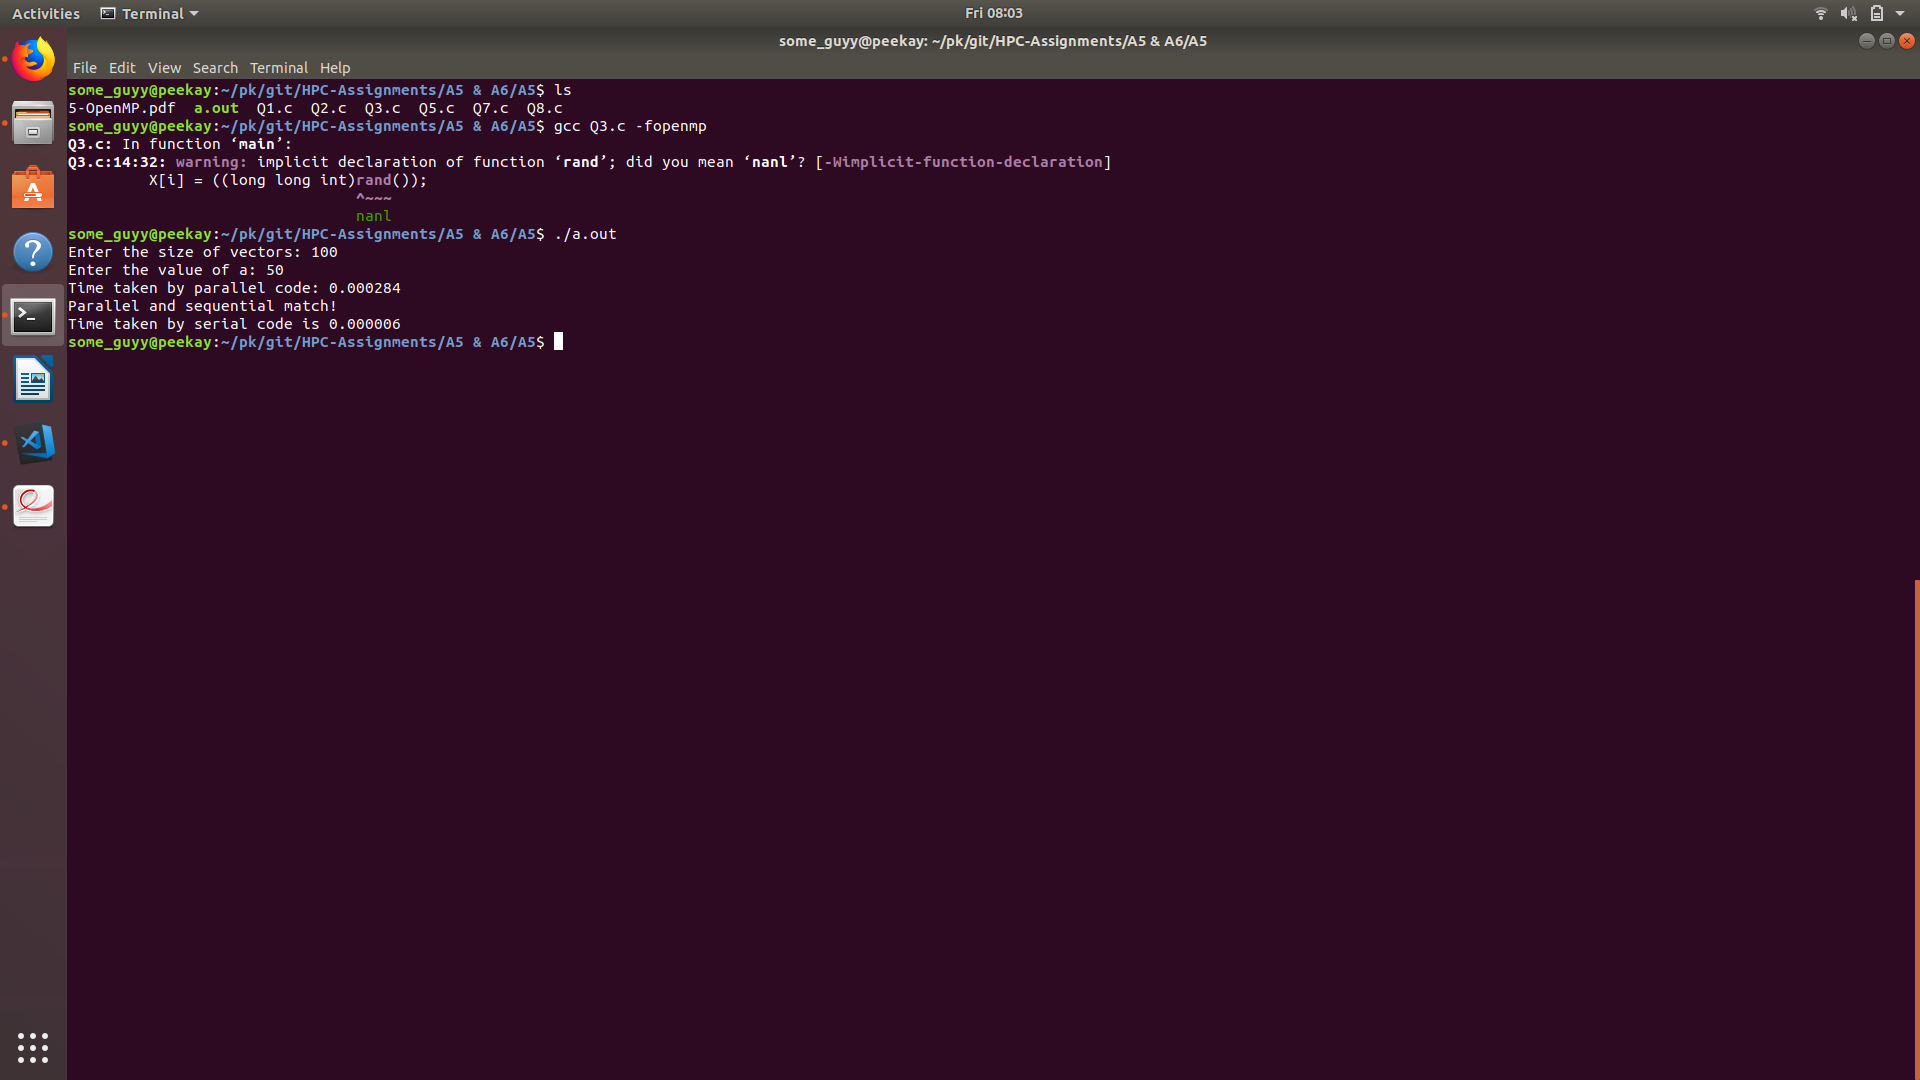 Activities Terminal Fri 08:03
some_guyy@peekay: ~/pk/git/HPC-Assignments/A5 & A6/A5
File Edit View Search Terminal Help
some_guyy@peekay:~/pk/git/HPC-Assignments/A5 & A6/A5$ ls
5-OpenMP.pdf  a.out  Q1.c  Q2.c  Q3.c  Q5.c  Q7.c  Q8.c
some_guyy@peekay:~/pk/git/HPC-Assignments/A5 & A6/A5$ gcc Q3.c -fopenmp
Q3.c: In function ‘main’:
Q3.c:14:32: warning: implicit declaration of function ‘rand’; did you mean ‘nanl’? [-Wimplicit-function-declaration]
         X[i] = ((long long int)rand());
                                ^~~~
                                nanl
some_guyy@peekay:~/pk/git/HPC-Assignments/A5 & A6/A5$ ./a.out
Enter the size of vectors: 100
Enter the value of a: 50
Time taken by parallel code: 0.000284
Parallel and sequential match!
Time taken by serial code is 0.000006
some_guyy@peekay:~/pk/git/HPC-Assignments/A5 & A6/A5$